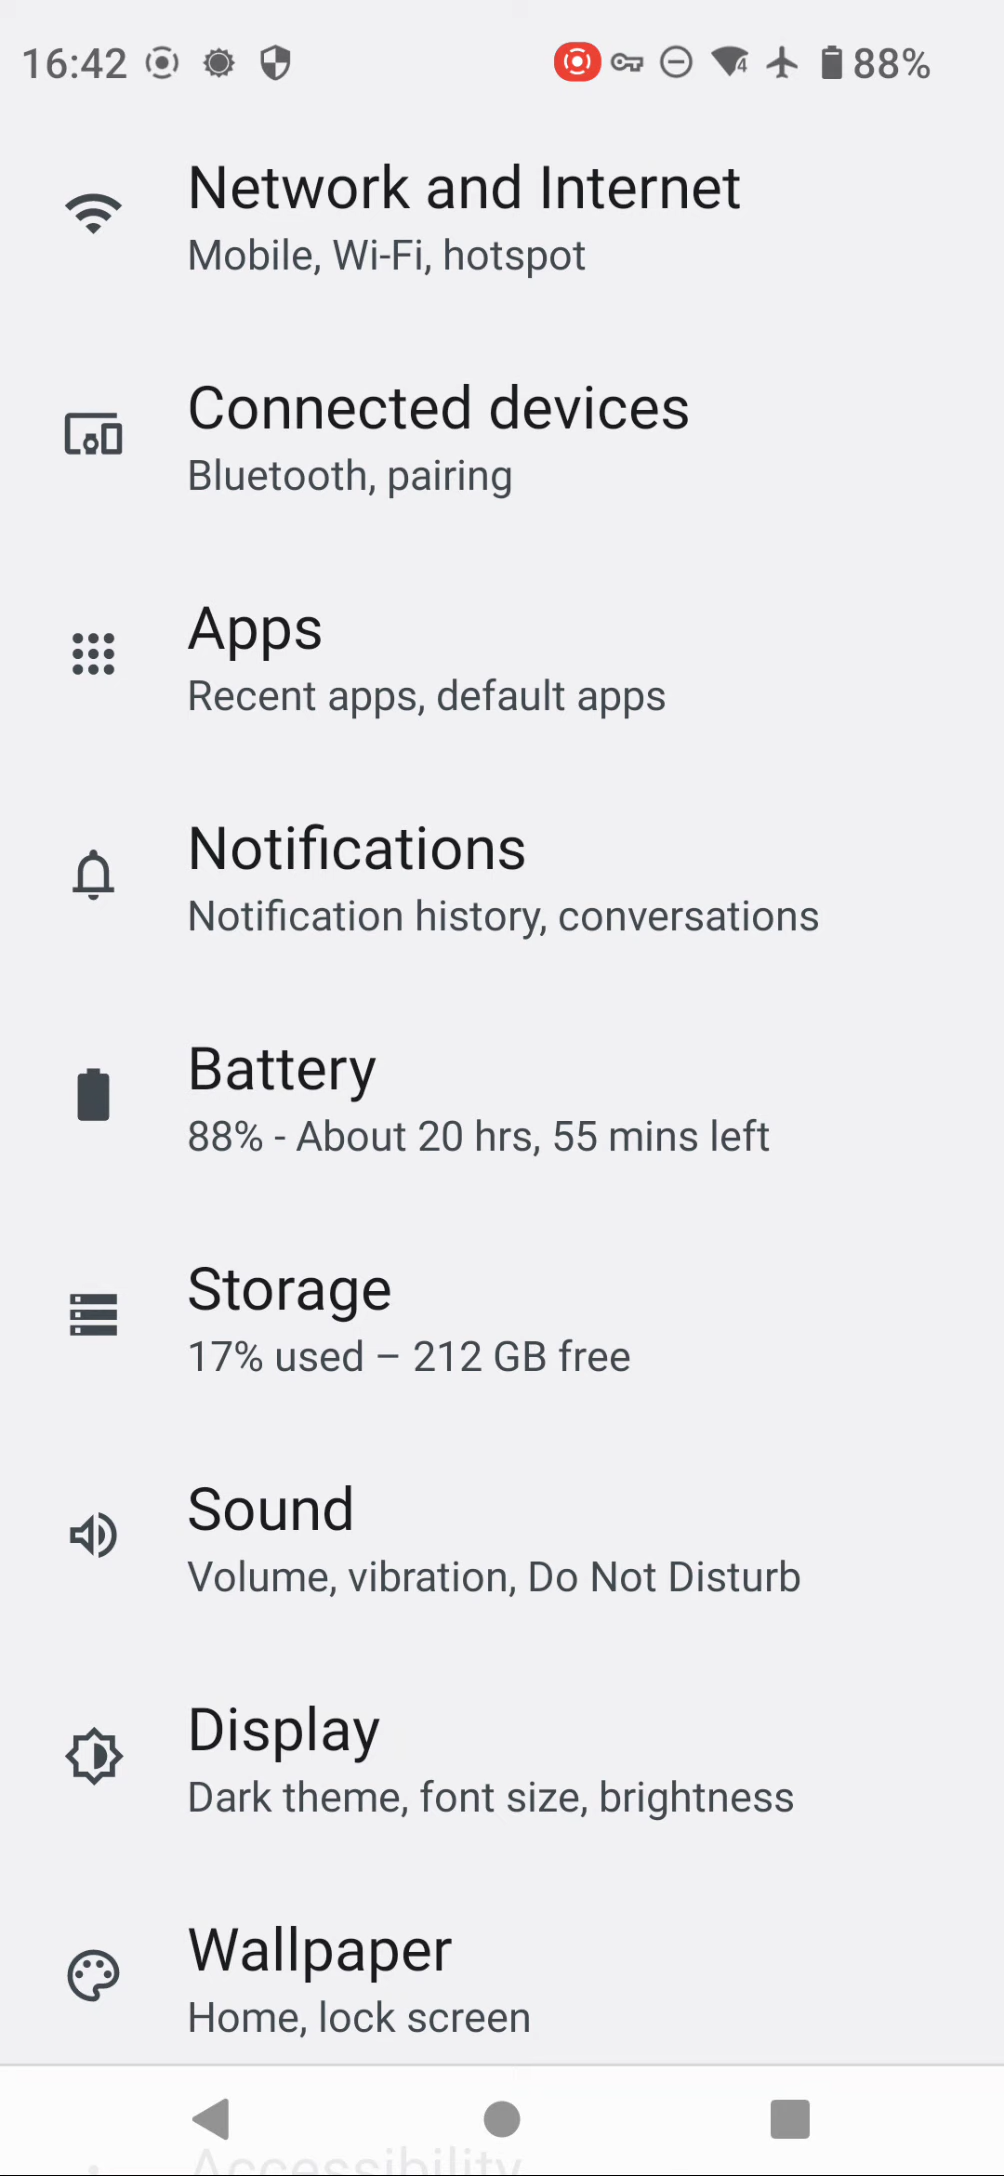 16:42 88%
Network and Internet
Mobile, Wi-Fi, hotspot
Connected devices
Bluetooth, pairing
Apps
Recent apps, default apps
Notifications
Notification history, conversations
Battery
88% - About 20 hrs, 55 mins left
Storage
17% used – 212 GB free
Sound
Volume, vibration, Do Not Disturb
Display
Dark theme, font size, brightness
Wallpaper
Home, lock screen
Accessibility